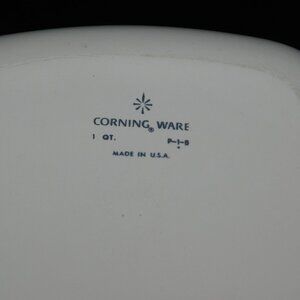 CORNING® WARE
1 QT. P-1-B
MADE IN U.S.A.